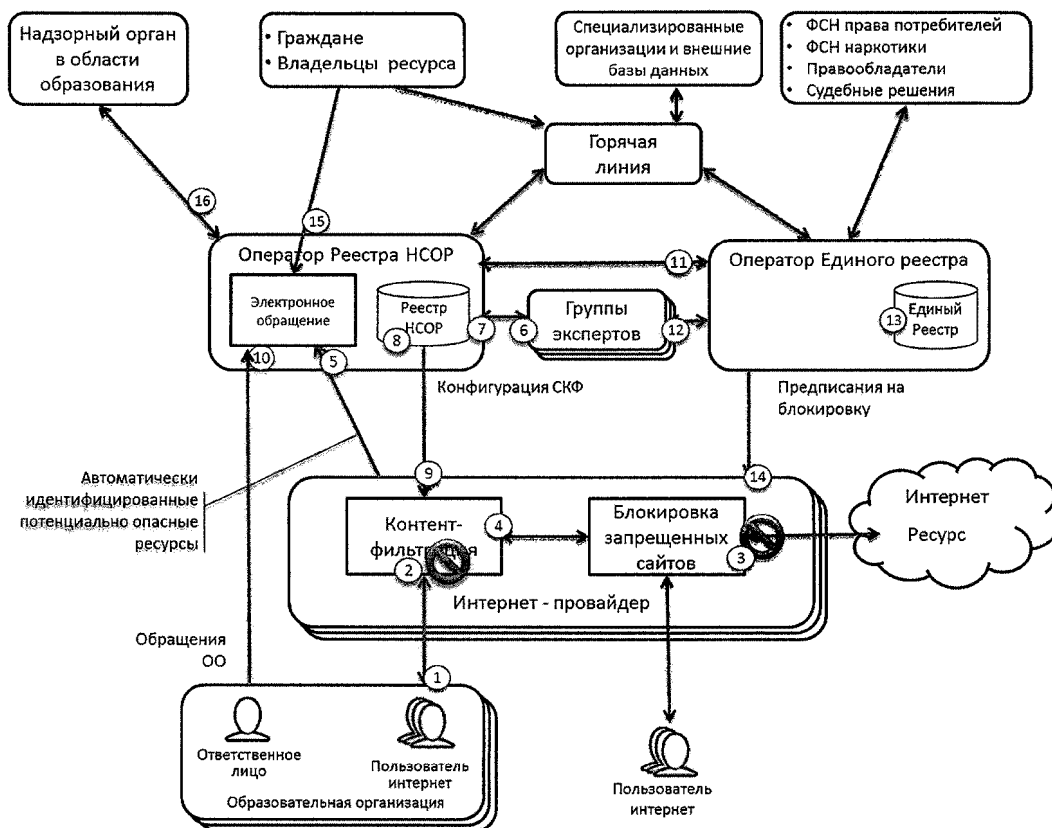 Надзорный орган
в области
образования
• Граждане
• Владельцы ресурса
Специализированные
организации и внешние
базы данных
• ФСН права потребителей
• ФСН наркотики
• Правообладатели
• Судебные решения
Горячая
линия
16
15
Оператор Реестра НСОР
11
Оператор Единого реестра
Электронное
обращение
Реестр
НСОР
8
7
6
Группы
экспертов
12
13
Единый
Реестр
10
5
Конфигурация СКФ
Предписания на
блокировку
Автоматически
идентифицированные
потенциально опасные
ресурсы
9
14
Контент-
фильтрация
2
4
Блокировка
запрещенных
сайтов
3
Интернет
Ресурс
Интернет - провайдер
Обращения
ОО
1
Ответственное
лицо
Пользователь
интернет
Образовательная организация
Пользователь
интернет